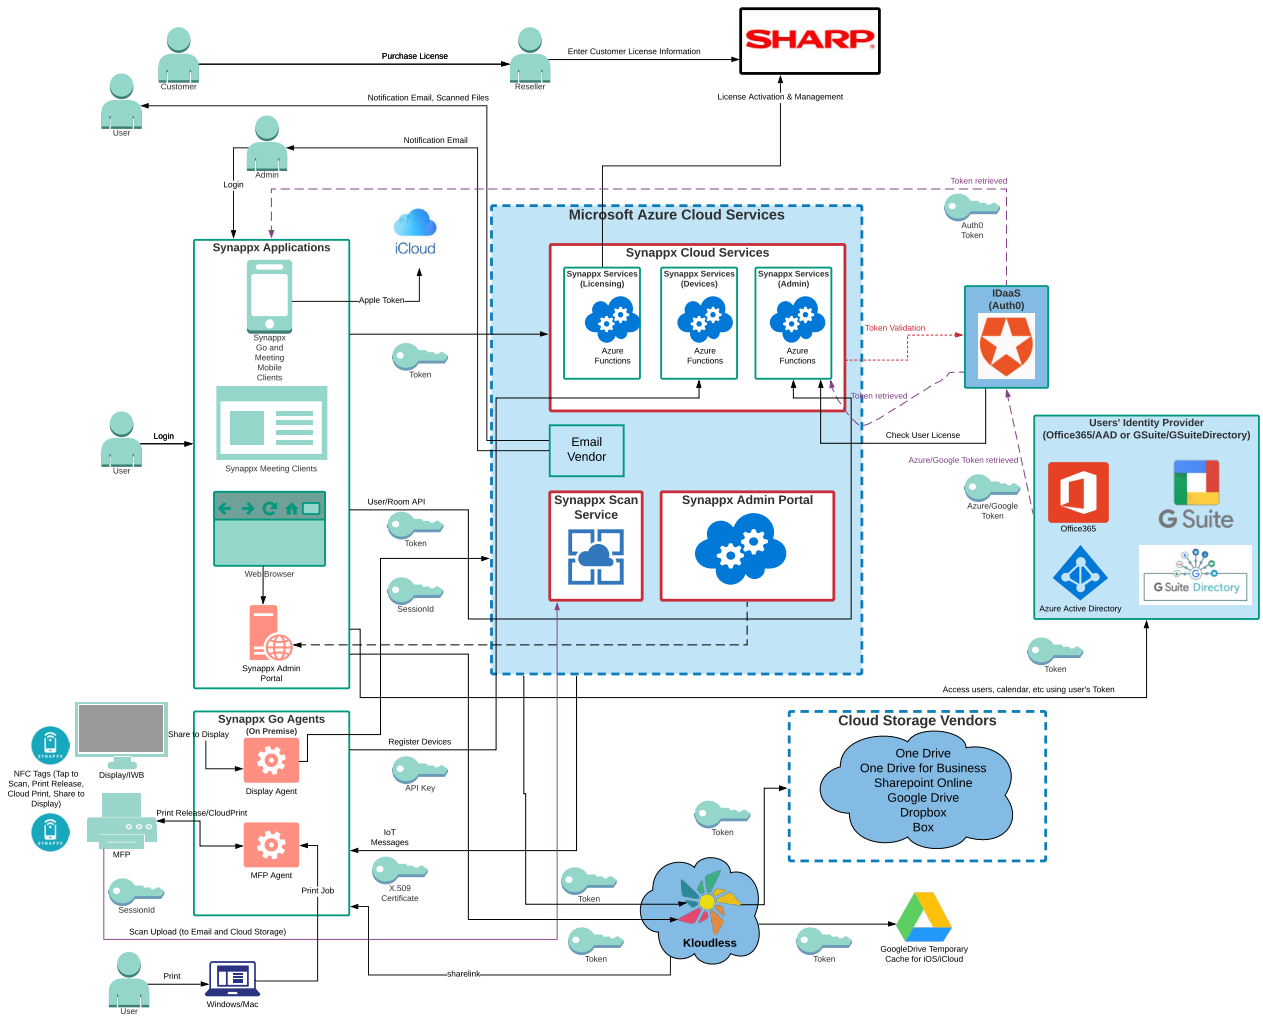 SHARP
Purchase License
Enter Customer License Information
Customer
Reseller
License Activation & Management
Notification Email, Scanned Files
User
Notification Email
Admin
Login
Token retrieved
Auth0
Token
iCloud
Microsoft Azure Cloud Services
Synappx Applications
Synappx Cloud Services
Synappx Services
(Licensing)
Synappx Services
(Devices)
Synappx Services
(Admin)
Azure
Functions
Azure
Functions
Azure
Functions
IDaaS
(Auth0)
Apple Token
Token Validation
Synappx
Go and
Meeting
Mobile
Clients
Token
Token retrieved
Synappx Meeting Clients
User
Login
Email
Vendor
Check User License
Users' Identity Provider
(Office365/AAD or GSuite/GSuiteDirectory)
Azure/Google Token retrieved
Azure/Google
Token
Office365
G Suite
Azure Active Directory
G Suite Directory
User/Room API
Token
Synappx Scan
Service
Synappx Admin Portal
Web Browser
SessionId
Synappx Admin
Portal
Token
Access users, calendar, etc using user's Token
Synappx Go Agents
(On Premise)
Share to Display
Display/IWB
Display Agent
Register Devices
API Key
SYNAPPX
NFC Tags (Tap to
Scan, Print Release,
Cloud Print, Share to
Display)
SYNAPPX
Print Release/CloudPrint
MFP
MFP Agent
IoT
Messages
X.509
Certificate
Print Job
SessionId
Scan Upload (to Email and Cloud Storage)
Cloud Storage Vendors
One Drive
One Drive for Business
Sharepoint Online
Google Drive
Dropbox
Box
Token
Token
Token
Kloudless
Token
GoogleDrive Temporary
Cache for iOS/iCloud
sharelink
Print
User
Windows/Mac